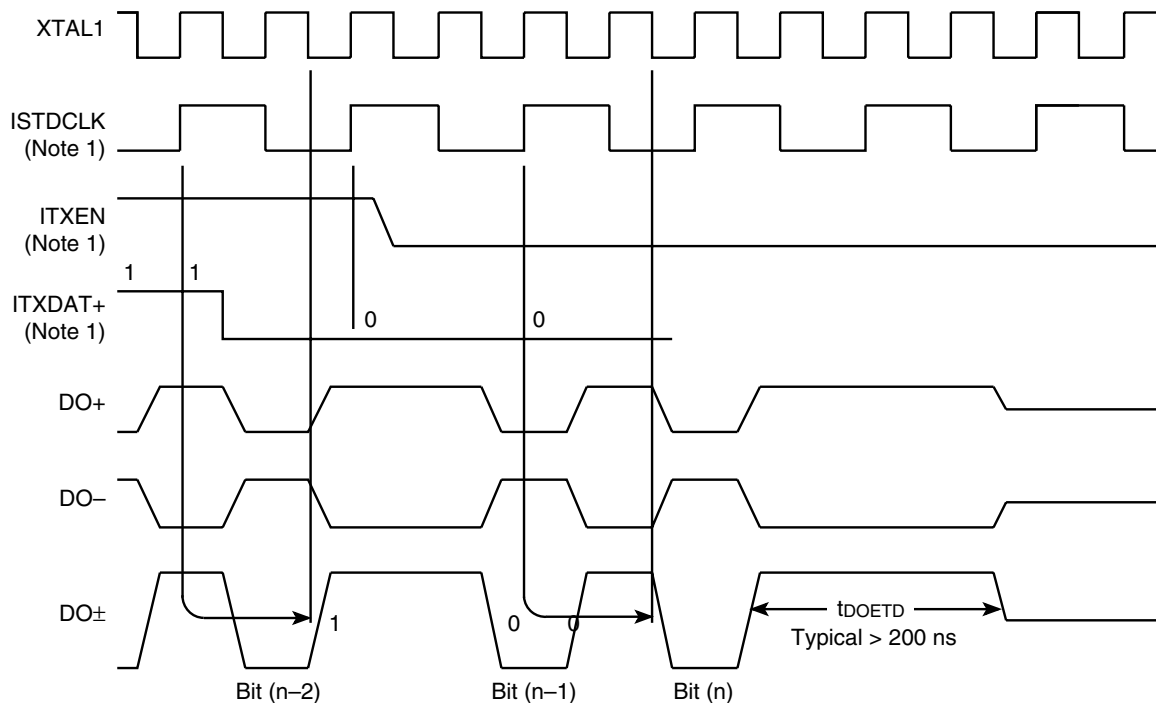 XTAL1
ISTDCLK
(Note 1)
ITXEN
(Note 1)
1 1
ITXDAT+
(Note 1)
0 0
DO+
DO–
DO±
1 0 0
tDOETD
Typical > 200 ns
Bit (n–2) Bit (n–1) Bit (n)